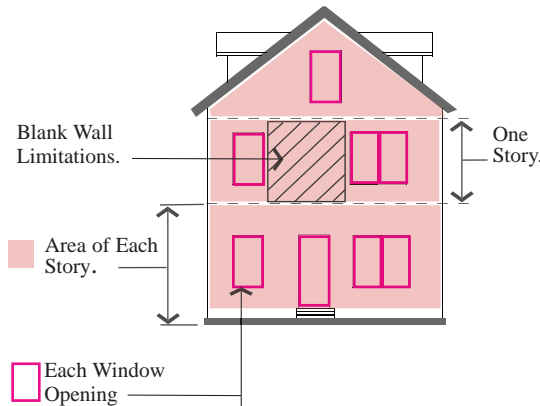 Blank Wall
Limitations.
One
Story.
Area of Each
Story.
Each Window
Opening